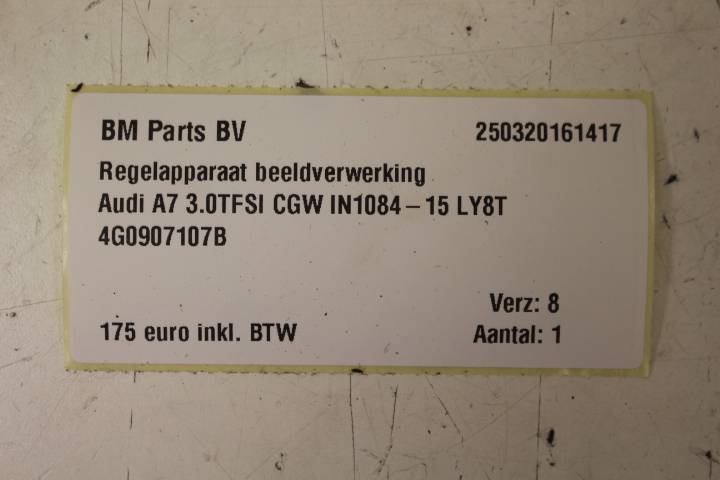 BM Parts BV 250320161417
Regelapparaat beeldverwerking
Audi A7 3.0TFSI CGW IN1084-15 LY8T
4G0907107B
Verz: 8
175 euro inkl. BTW Aantal: 1